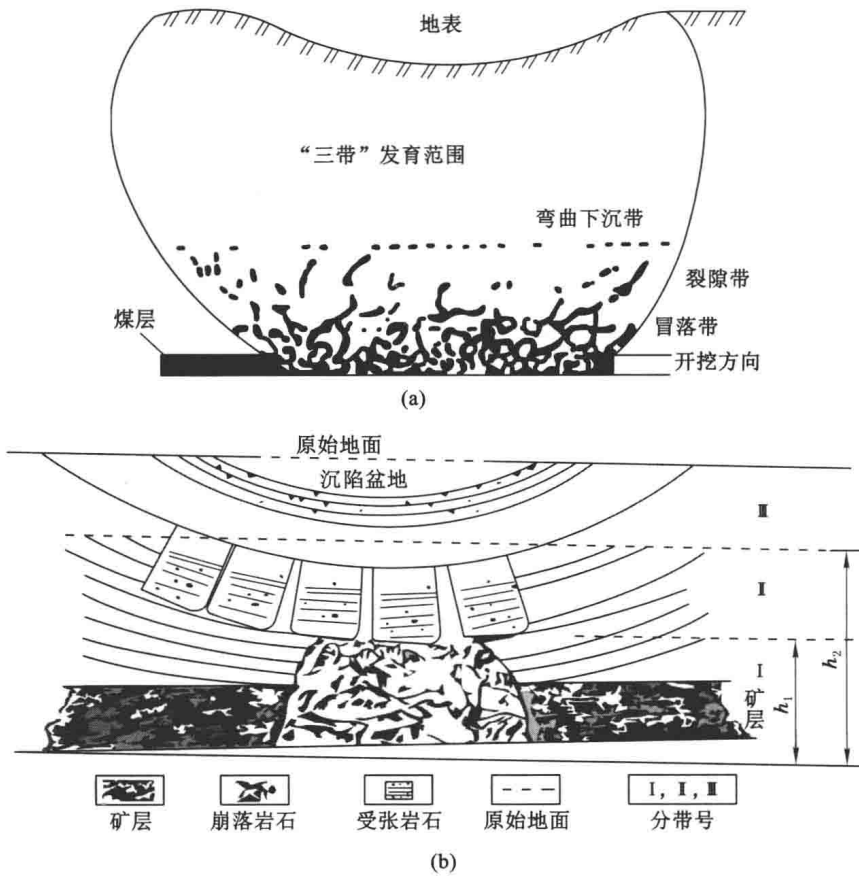 地表
“三带”发育范围
弯曲下沉带
裂隙带
煤层
冒落带
开挖方向
(a)
原始地面
沉陷盆地
Ⅲ
Ⅱ
Ⅰ
矿层
h₁
h₂
矿层
崩落岩石
受张岩石
原始地面
Ⅰ, Ⅱ, Ⅲ
分带号
(b)